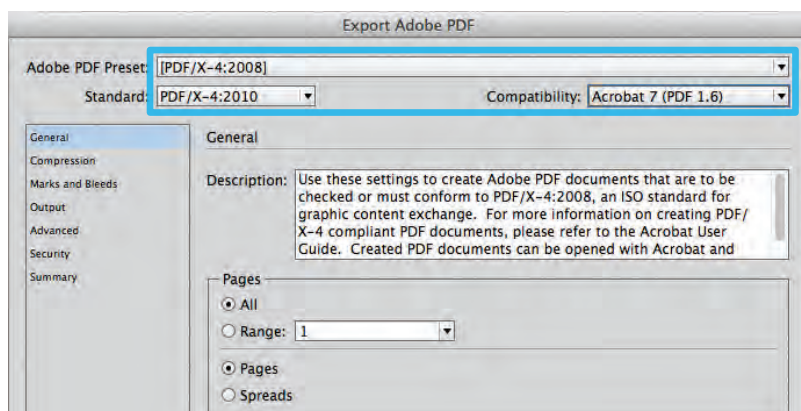 Export Adobe PDF
Adobe PDF Preset: [PDF/X-4:2008]
Standard: PDF/X-4:2010 Compatibility: Acrobat 7 (PDF 1.6)
General
Compression
Marks and Bleeds
Output
Advanced
Security
Summary
General
Description: Use these settings to create Adobe PDF documents that are to be
checked or must conform to PDF/X-4:2008, an ISO standard for
graphic content exchange. For more information on creating PDF/
X-4 compliant PDF documents, please refer to the Acrobat User
Guide. Created PDF documents can be opened with Acrobat and
Pages
All
Range: 1
Pages
Spreads